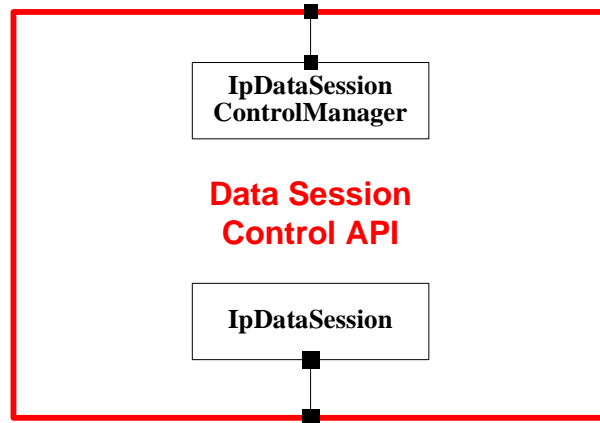 IpDataSession
ControlManager
Data Session
Control API
IpDataSession